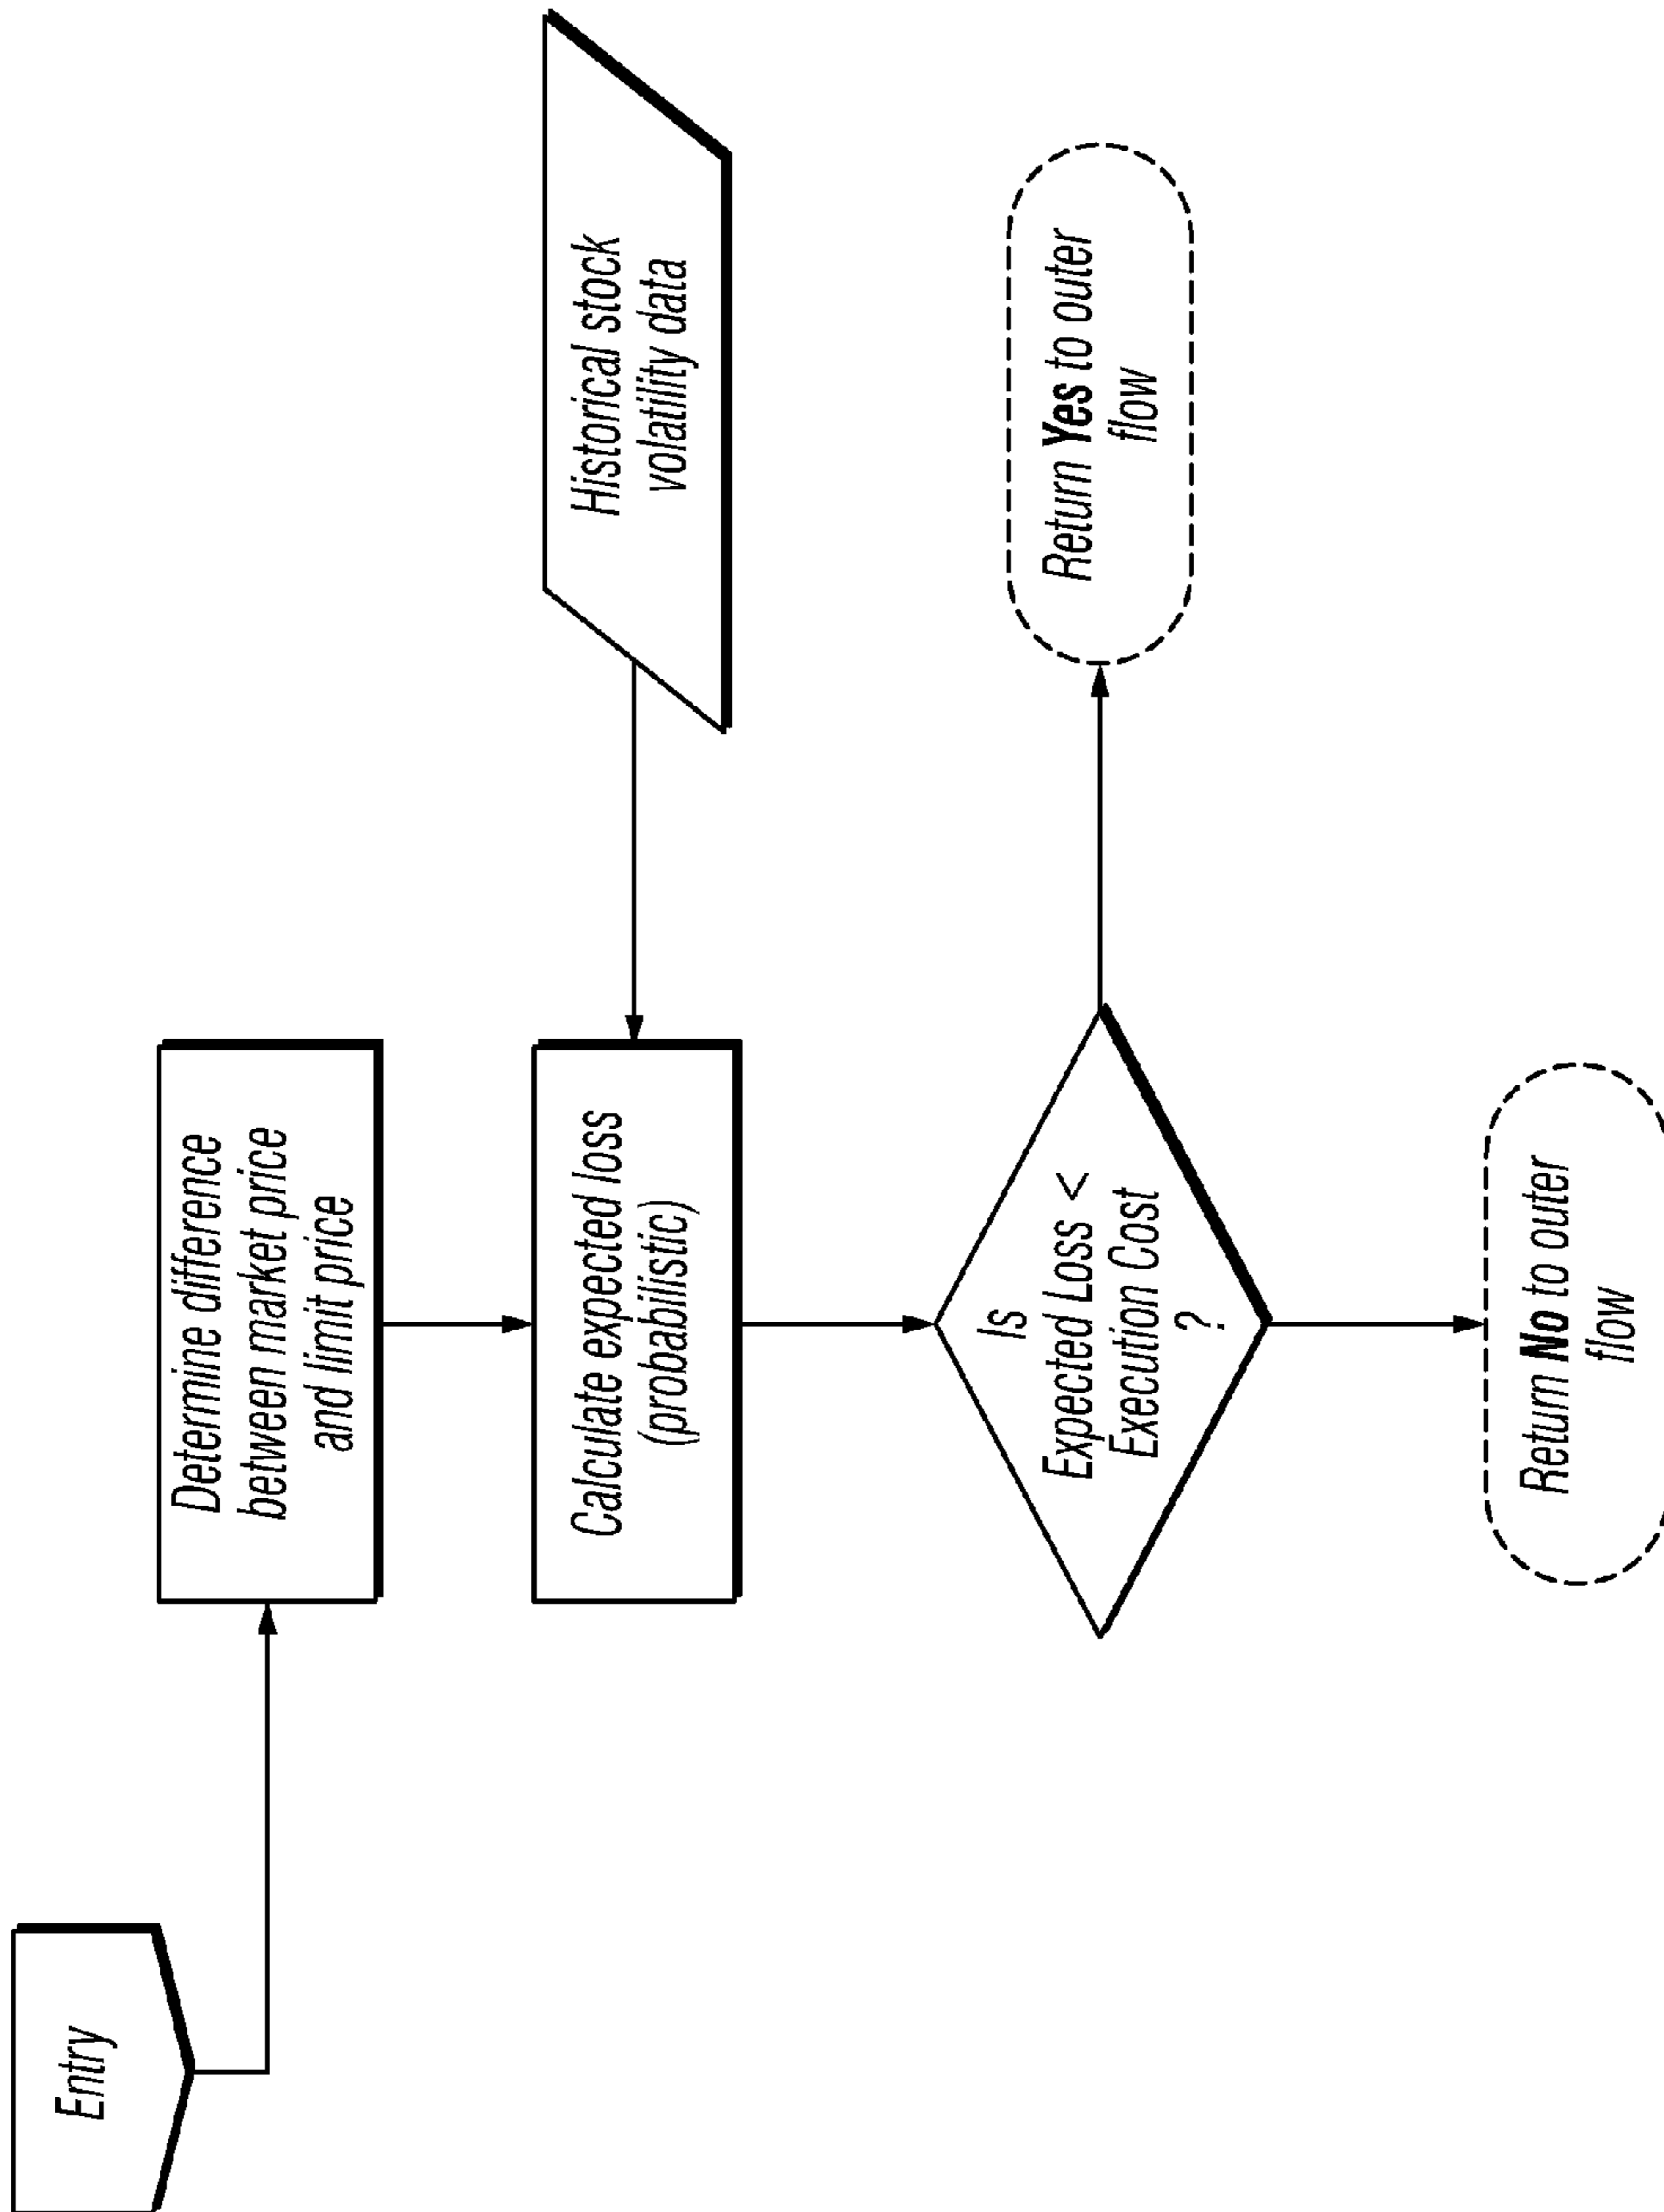 Entry
Determine difference
between market price
and limit price
Calculate expected loss
(probabilistic)
Historical stock
volatility data
Is
Expected Loss <
Execution Cost
?
Return Yes to outer
flow
Return No to outer
flow